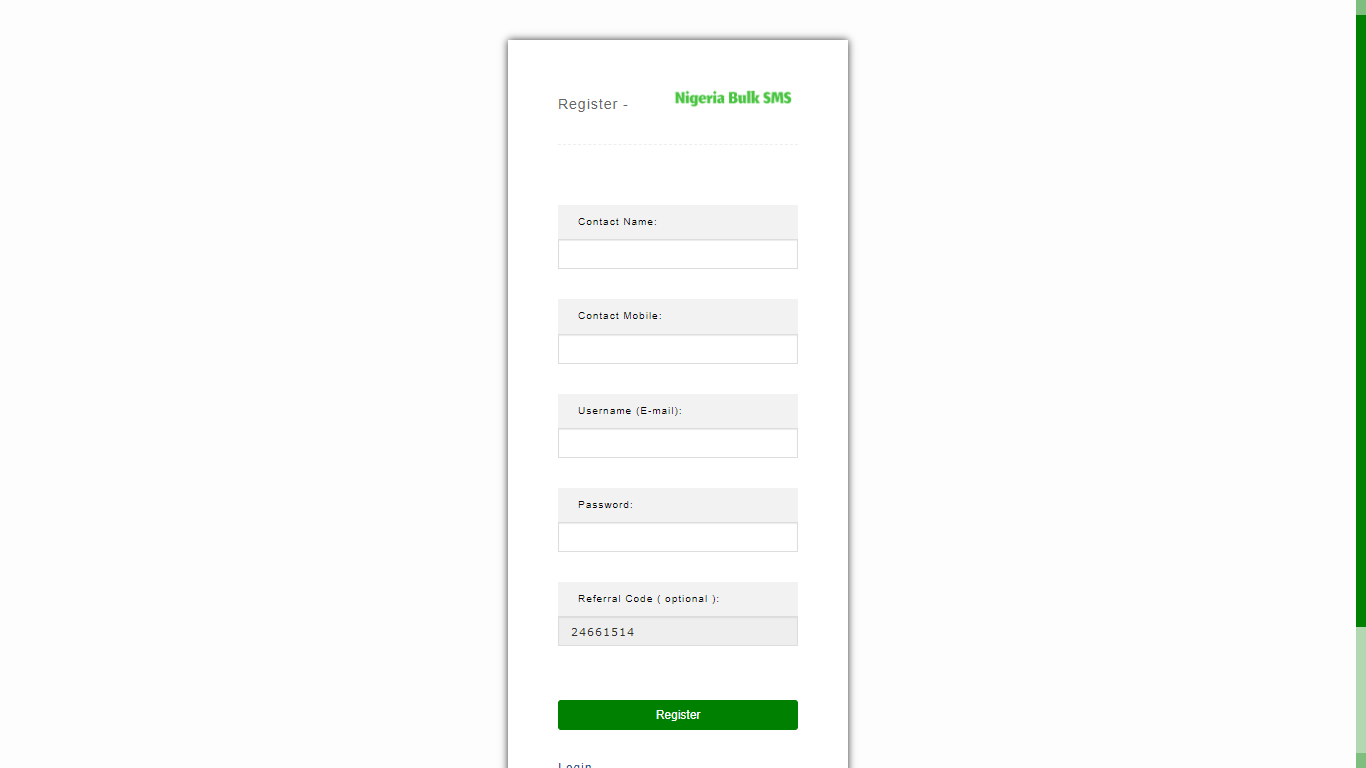 Register -
Nigeria Bulk SMS
Contact Name:
Contact Mobile:
Username (E-mail):
Password:
Referral Code ( optional ):
24661514
Register
Login